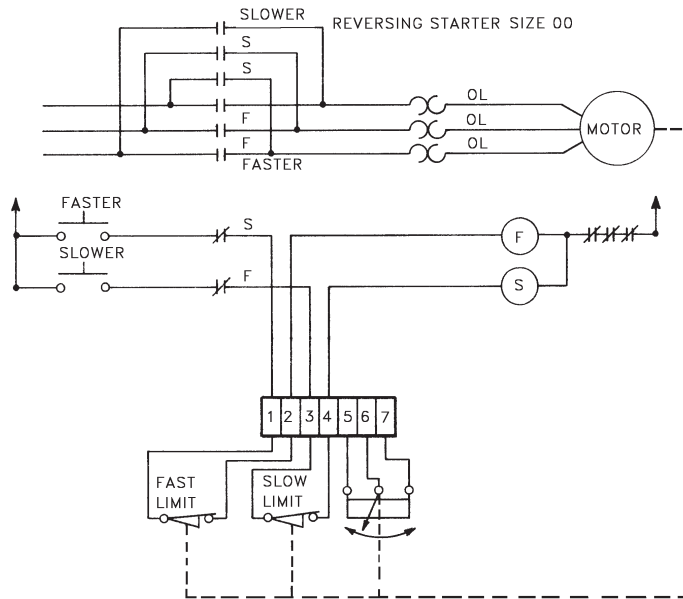 SLOWER
REVERSING STARTER SIZE 00
S
S
F
F
FASTER
OL
OL
OL
MOTOR
FASTER
S
SLOWER
F
F
S
1 2 3 4 5 6 7
FAST
LIMIT
SLOW
LIMIT